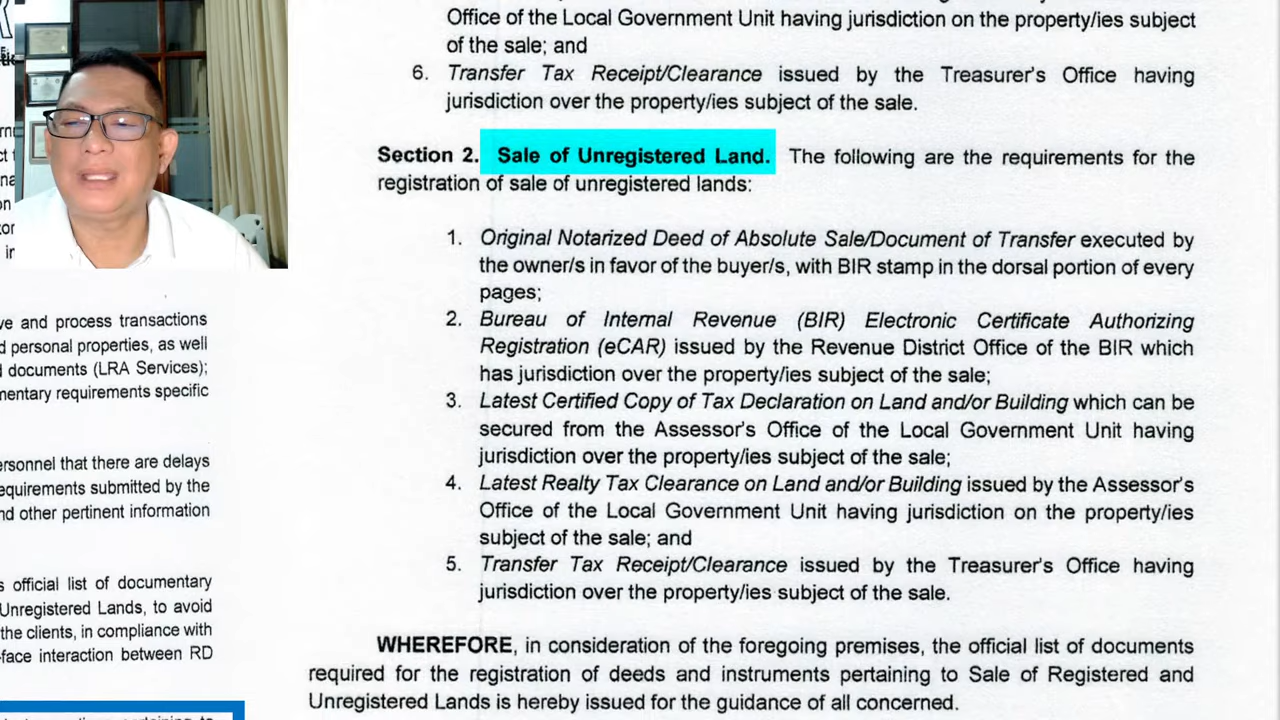 Office of the Local Government Unit having jurisdiction on the property/ies subject
of the sale; and
6. Transfer Tax Receipt/Clearance issued by the Treasurer's Office having
jurisdiction over the property/ies subject of the sale.
Section 2. Sale of Unregistered Land. The following are the requirements for the
registration of sale of unregistered lands:
1. Original Notarized Deed of Absolute Sale/Document of Transfer executed by
the owner/s in favor of the buyer/s, with BIR stamp in the dorsal portion of every
pages;
2. Bureau of Internal Revenue (BIR) Electronic Certificate Authorizing
Registration (eCAR) issued by the Revenue District Office of the BIR which
has jurisdiction over the property/ies subject of the sale;
3. Latest Certified Copy of Tax Declaration on Land and/or Building which can be
secured from the Assessor's Office of the Local Government Unit having
jurisdiction over the property/ies subject of the sale;
4. Latest Realty Tax Clearance on Land and/or Building issued by the Assessor's
Office of the Local Government Unit having jurisdiction on the property/ies
subject of the sale; and
5. Transfer Tax Receipt/Clearance issued by the Treasurer's Office having
jurisdiction over the property/ies subject of the sale.
WHEREFORE, in consideration of the foregoing premises, the official list of documents
required for the registration of deeds and instruments pertaining to Sale of Registered and
Unregistered Lands is hereby issued for the guidance of all concerned.
and process transactions
personal properties, as well
documents (LRA Services);
requirements specific
that there are delays
submitted by the
other pertinent information
official list of documentary
Unregistered Lands, to avoid
the clients, in compliance with
interaction between RD